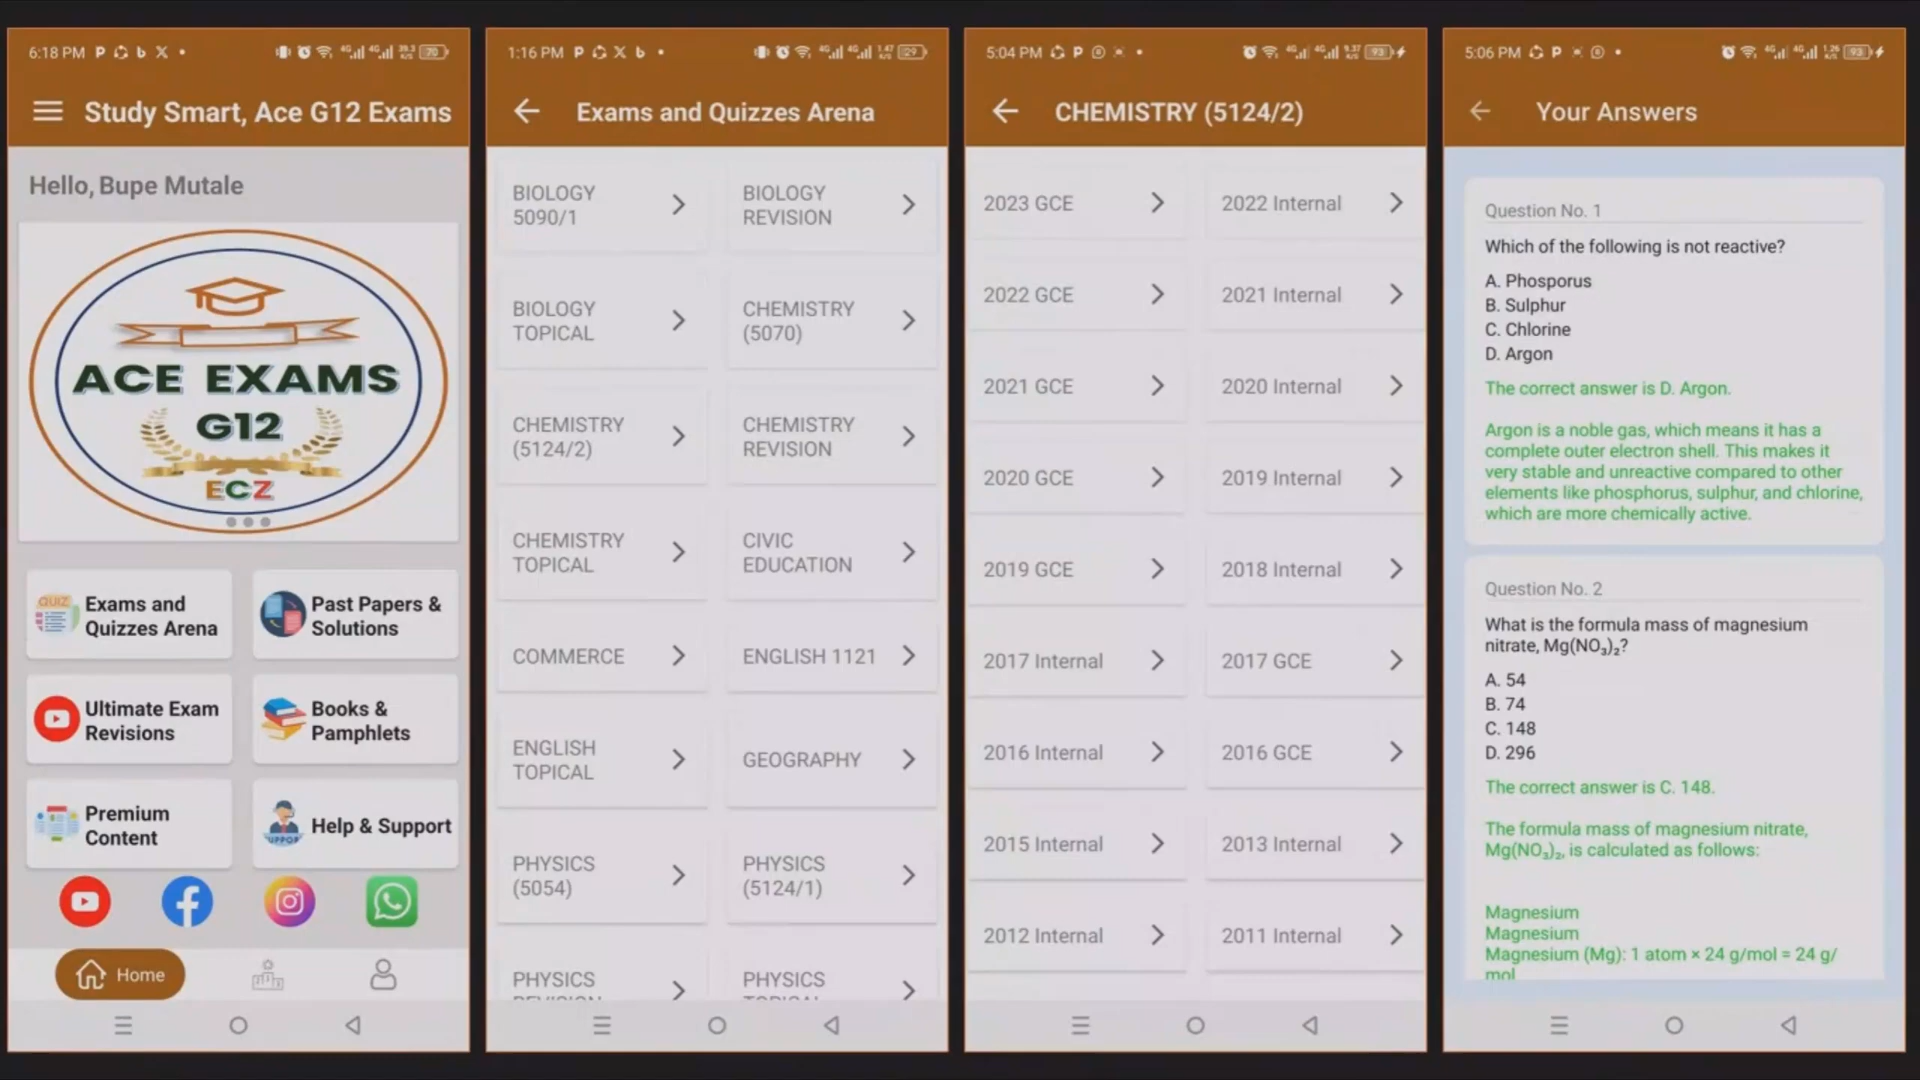 6:18 PM
70
Study Smart, Ace G12 Exams
Hello, Bupe Mutale
ACE EXAMS
G12
ECZ
QUIZ
Exams and
Quizzes Arena
Past Papers &
Solutions
Ultimate Exam
Revisions
Books &
Pamphlets
Premium
Content
Help & Support
Home
1:16 PM
29
Exams and Quizzes Arena
BIOLOGY
5090/1
BIOLOGY
REVISION
BIOLOGY
TOPICAL
CHEMISTRY
(5070)
CHEMISTRY
(5124/2)
CHEMISTRY
REVISION
CHEMISTRY
TOPICAL
CIVIC
EDUCATION
COMMERCE
ENGLISH 1121
ENGLISH
TOPICAL
GEOGRAPHY
PHYSICS
(5054)
PHYSICS
(5124/1)
PHYSICS
REVISION
PHYSICS
TOPICAL
5:04 PM
93
CHEMISTRY (5124/2)
2023 GCE
2022 Internal
2022 GCE
2021 Internal
2021 GCE
2020 Internal
2020 GCE
2019 Internal
2019 GCE
2018 Internal
2017 Internal
2017 GCE
2016 Internal
2016 GCE
2015 Internal
2013 Internal
2012 Internal
2011 Internal
5:06 PM
93
Your Answers
Question No. 1
Which of the following is not reactive?
A. Phosporus
B. Sulphur
C. Chlorine
D. Argon
The correct answer is D. Argon.
Argon is a noble gas, which means it has a
complete outer electron shell. This makes it
very stable and unreactive compared to other
elements like phosphorus, sulphur, and chlorine,
which are more chemically active.
Question No. 2
What is the formula mass of magnesium
nitrate, Mg(NO₃)₂?
A. 54
B. 74
C. 148
D. 296
The correct answer is C. 148.
The formula mass of magnesium nitrate,
Mg(NO₃)₂, is calculated as follows:
Magnesium
Magnesium
Magnesium (Mg): 1 atom × 24 g/mol = 24 g/
mol